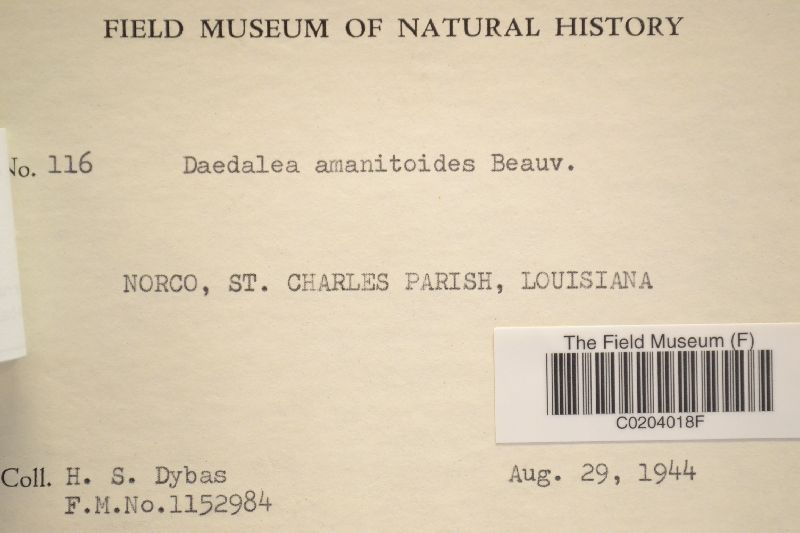 FIELD MUSEUM OF NATURAL HISTORY
No. 116 Daedalea amanitoides Beauv.
NORCO, ST. CHARLES PARISH, LOUISIANA
The Field Museum (F)
C0204018F
Coll. H. S. Dybas Aug. 29, 1944
F.M.No.1152984